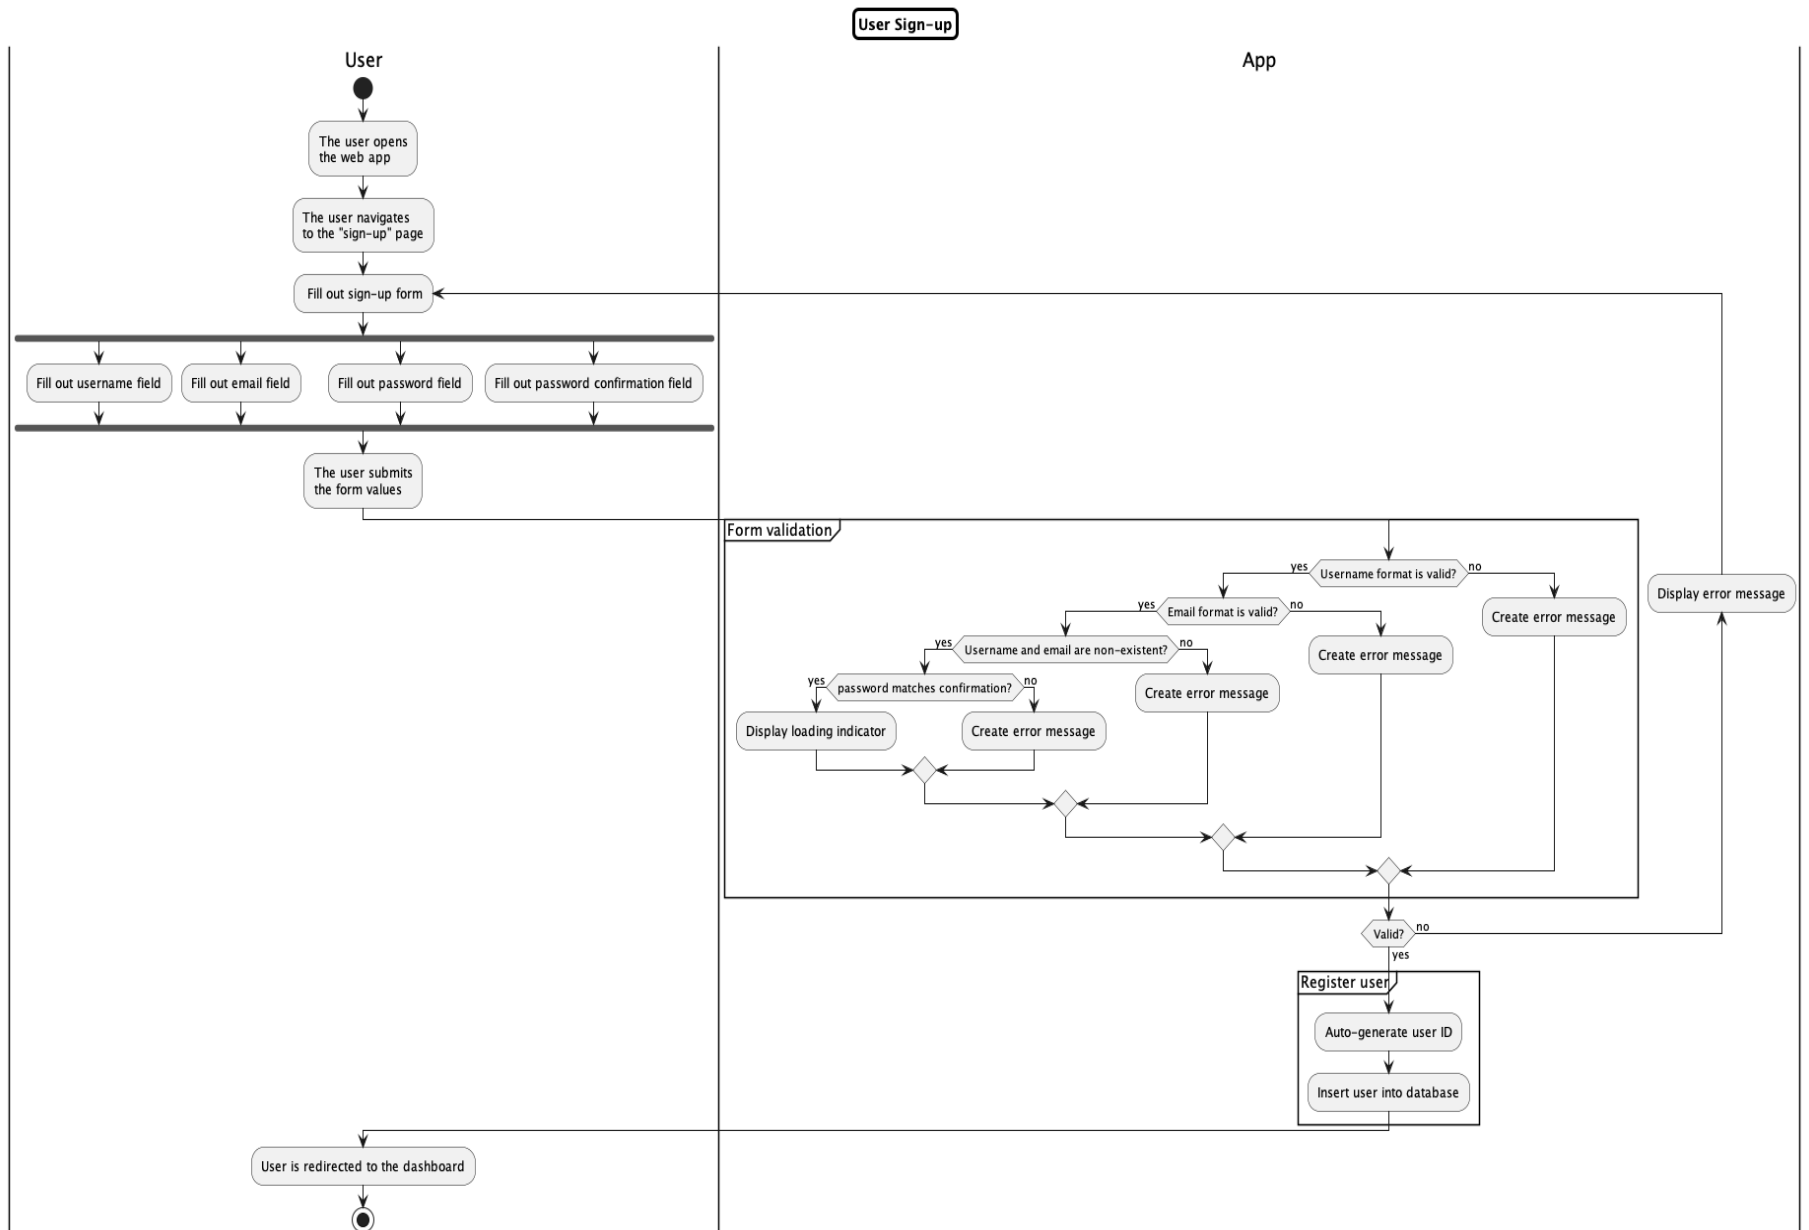 User Sign-up
User
App
The user opens
the web app
The user navigates
to the "sign-up" page
Fill out sign-up form
Fill out username field
Fill out email field
Fill out password field
Fill out password confirmation field
The user submits
the form values
Form validation
yes
Username format is valid?
no
yes
Email format is valid?
no
Create error message
Display error message
yes
Username and email are non-existent?
no
Create error message
yes
password matches confirmation?
no
Create error message
Display loading indicator
Create error message
Valid?
no
yes
Register user
Auto-generate user ID
Insert user into database
User is redirected to the dashboard